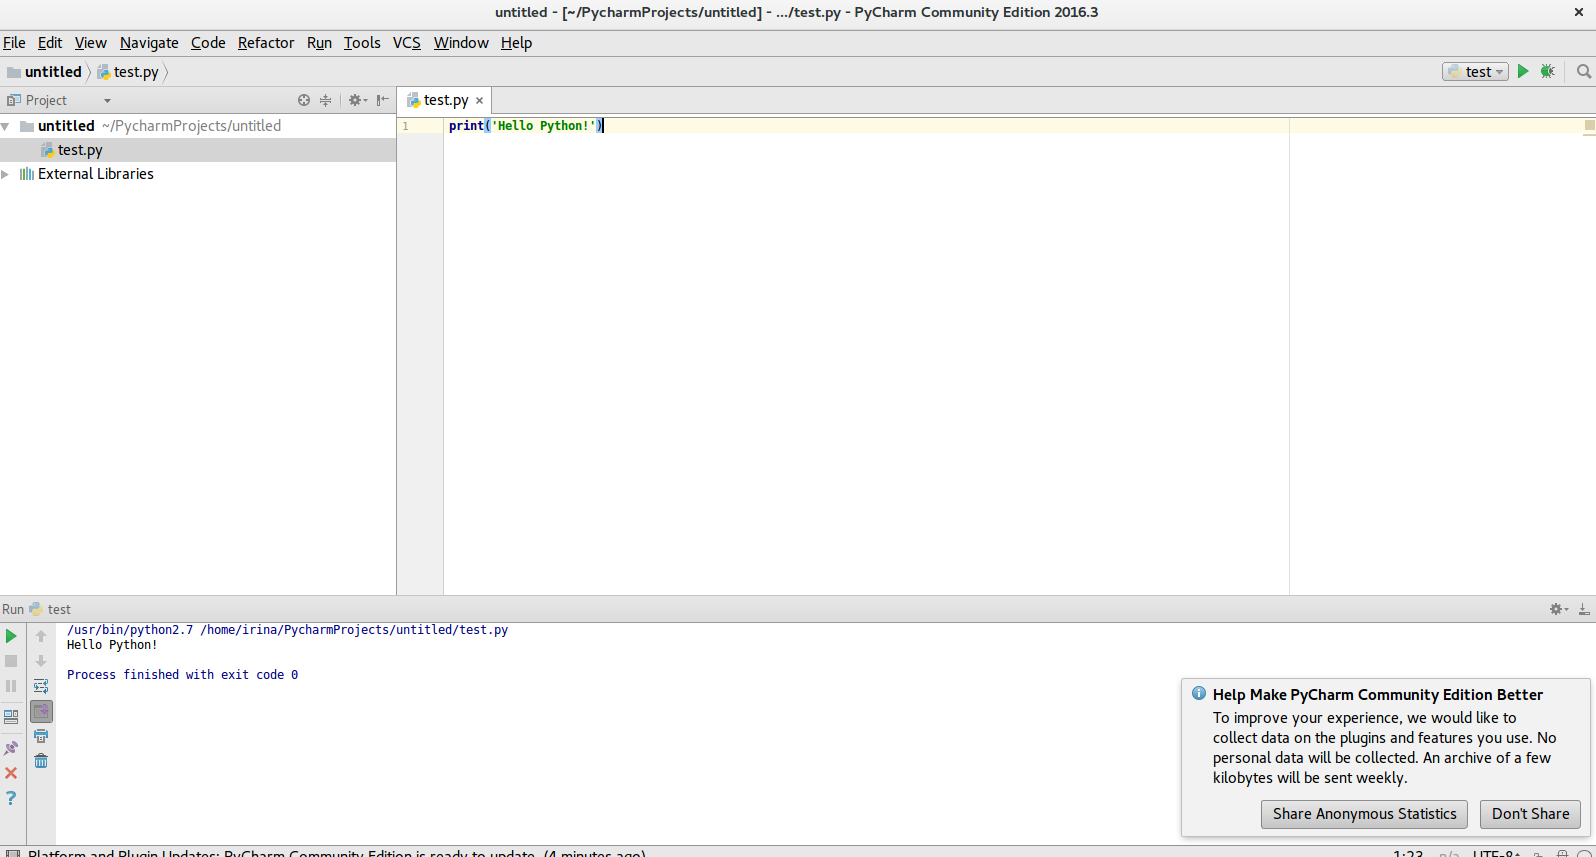 untitled - [~/PycharmProjects/untitled] - .../test.py - PyCharm Community Edition 2016.3
File Edit View Navigate Code Refactor Run Tools VCS Window Help
untitled test.py test
Project test.py
untitled ~/PycharmProjects/untitled
1 print('Hello Python!')
test.py
External Libraries
Run test
/usr/bin/python2.7 /home/irina/PycharmProjects/untitled/test.py
Hello Python!
Process finished with exit code 0
Help Make PyCharm Community Edition Better
To improve your experience, we would like to
collect data on the plugins and features you use. No
personal data will be collected. An archive of a few
kilobytes will be sent weekly.
Share Anonymous Statistics Don't Share
Platform and Plugin Updates: PyCharm Community Edition is ready to update. (4 minutes ago) 1:23 n/a UTF-8